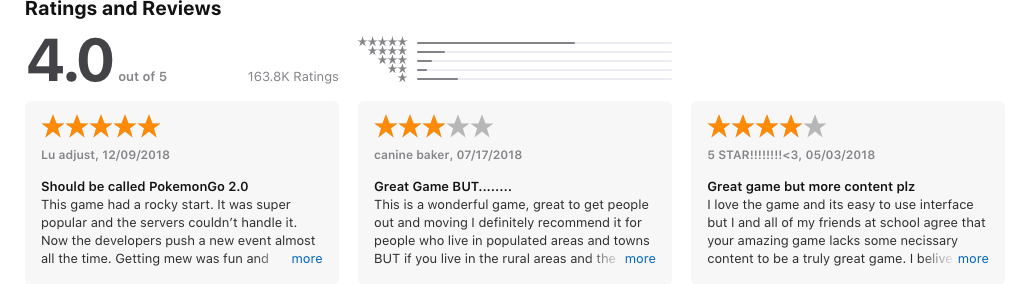 Ratings and Reviews
4.0 out of 5
163.8K Ratings
Lu adjust, 12/09/2018
Should be called PokemonGo 2.0
This game had a rocky start. It was super
popular and the servers couldn’t handle it.
Now the developers push a new event almost
all the time. Getting mew was fun and more
canine baker, 07/17/2018
Great Game BUT........
This is a wonderful game, great to get people
out and moving I definitely recommend it for
people who live in populated areas and towns
BUT if you live in the rural areas and the more
5 STAR!!!!!!!!<3, 05/03/2018
Great game but more content plz
I love the game and its easy to use interface
but I and all of my friends at school agree that
your amazing game lacks some necissary
content to be a truly great game. I belive more